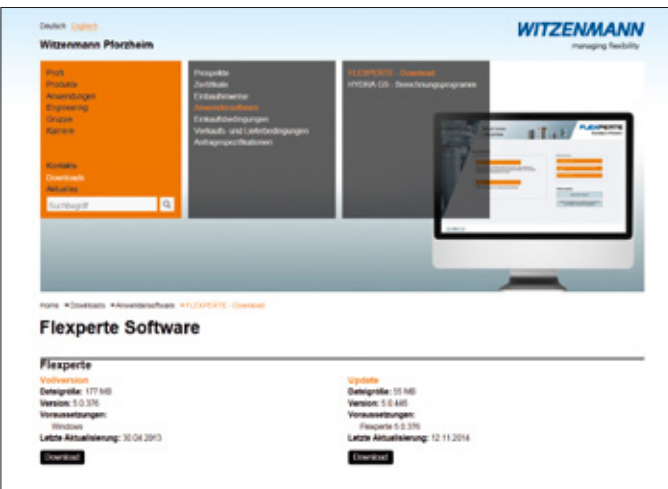 Deutsch Englisch
WITZENMANN
managing flexibility
Witzenmann Pforzheim
Profil
Produkte
Anwendungen
Engineering
Gruppe
Karriere
Kontakte
Downloads
Aktuelles
Suchbegriff
Prospekte
Zertifikate
Einbauhinweise
Anwendersoftware
Einkaufsbedingungen
Verkaufs- und Lieferbedingungen
Anfragespezifikationen
FLEXPERTE - Download
HYDRA GS - Berechnungsprogramm
FLEXPERTE
Home Downloads Anwendersoftware FLEXPERTE - Download
Flexperte Software
Flexperte
Vollversion
Dateigröße: 177 MB
Version: 5.0.376
Voraussetzungen:
Windows
Letzte Aktualisierung: 30.04.2013
Download
Update
Dateigröße: 55 MB
Version: 5.0.446
Voraussetzungen:
Flexperte 5.0.376
Letzte Aktualisierung: 12.11.2014
Download